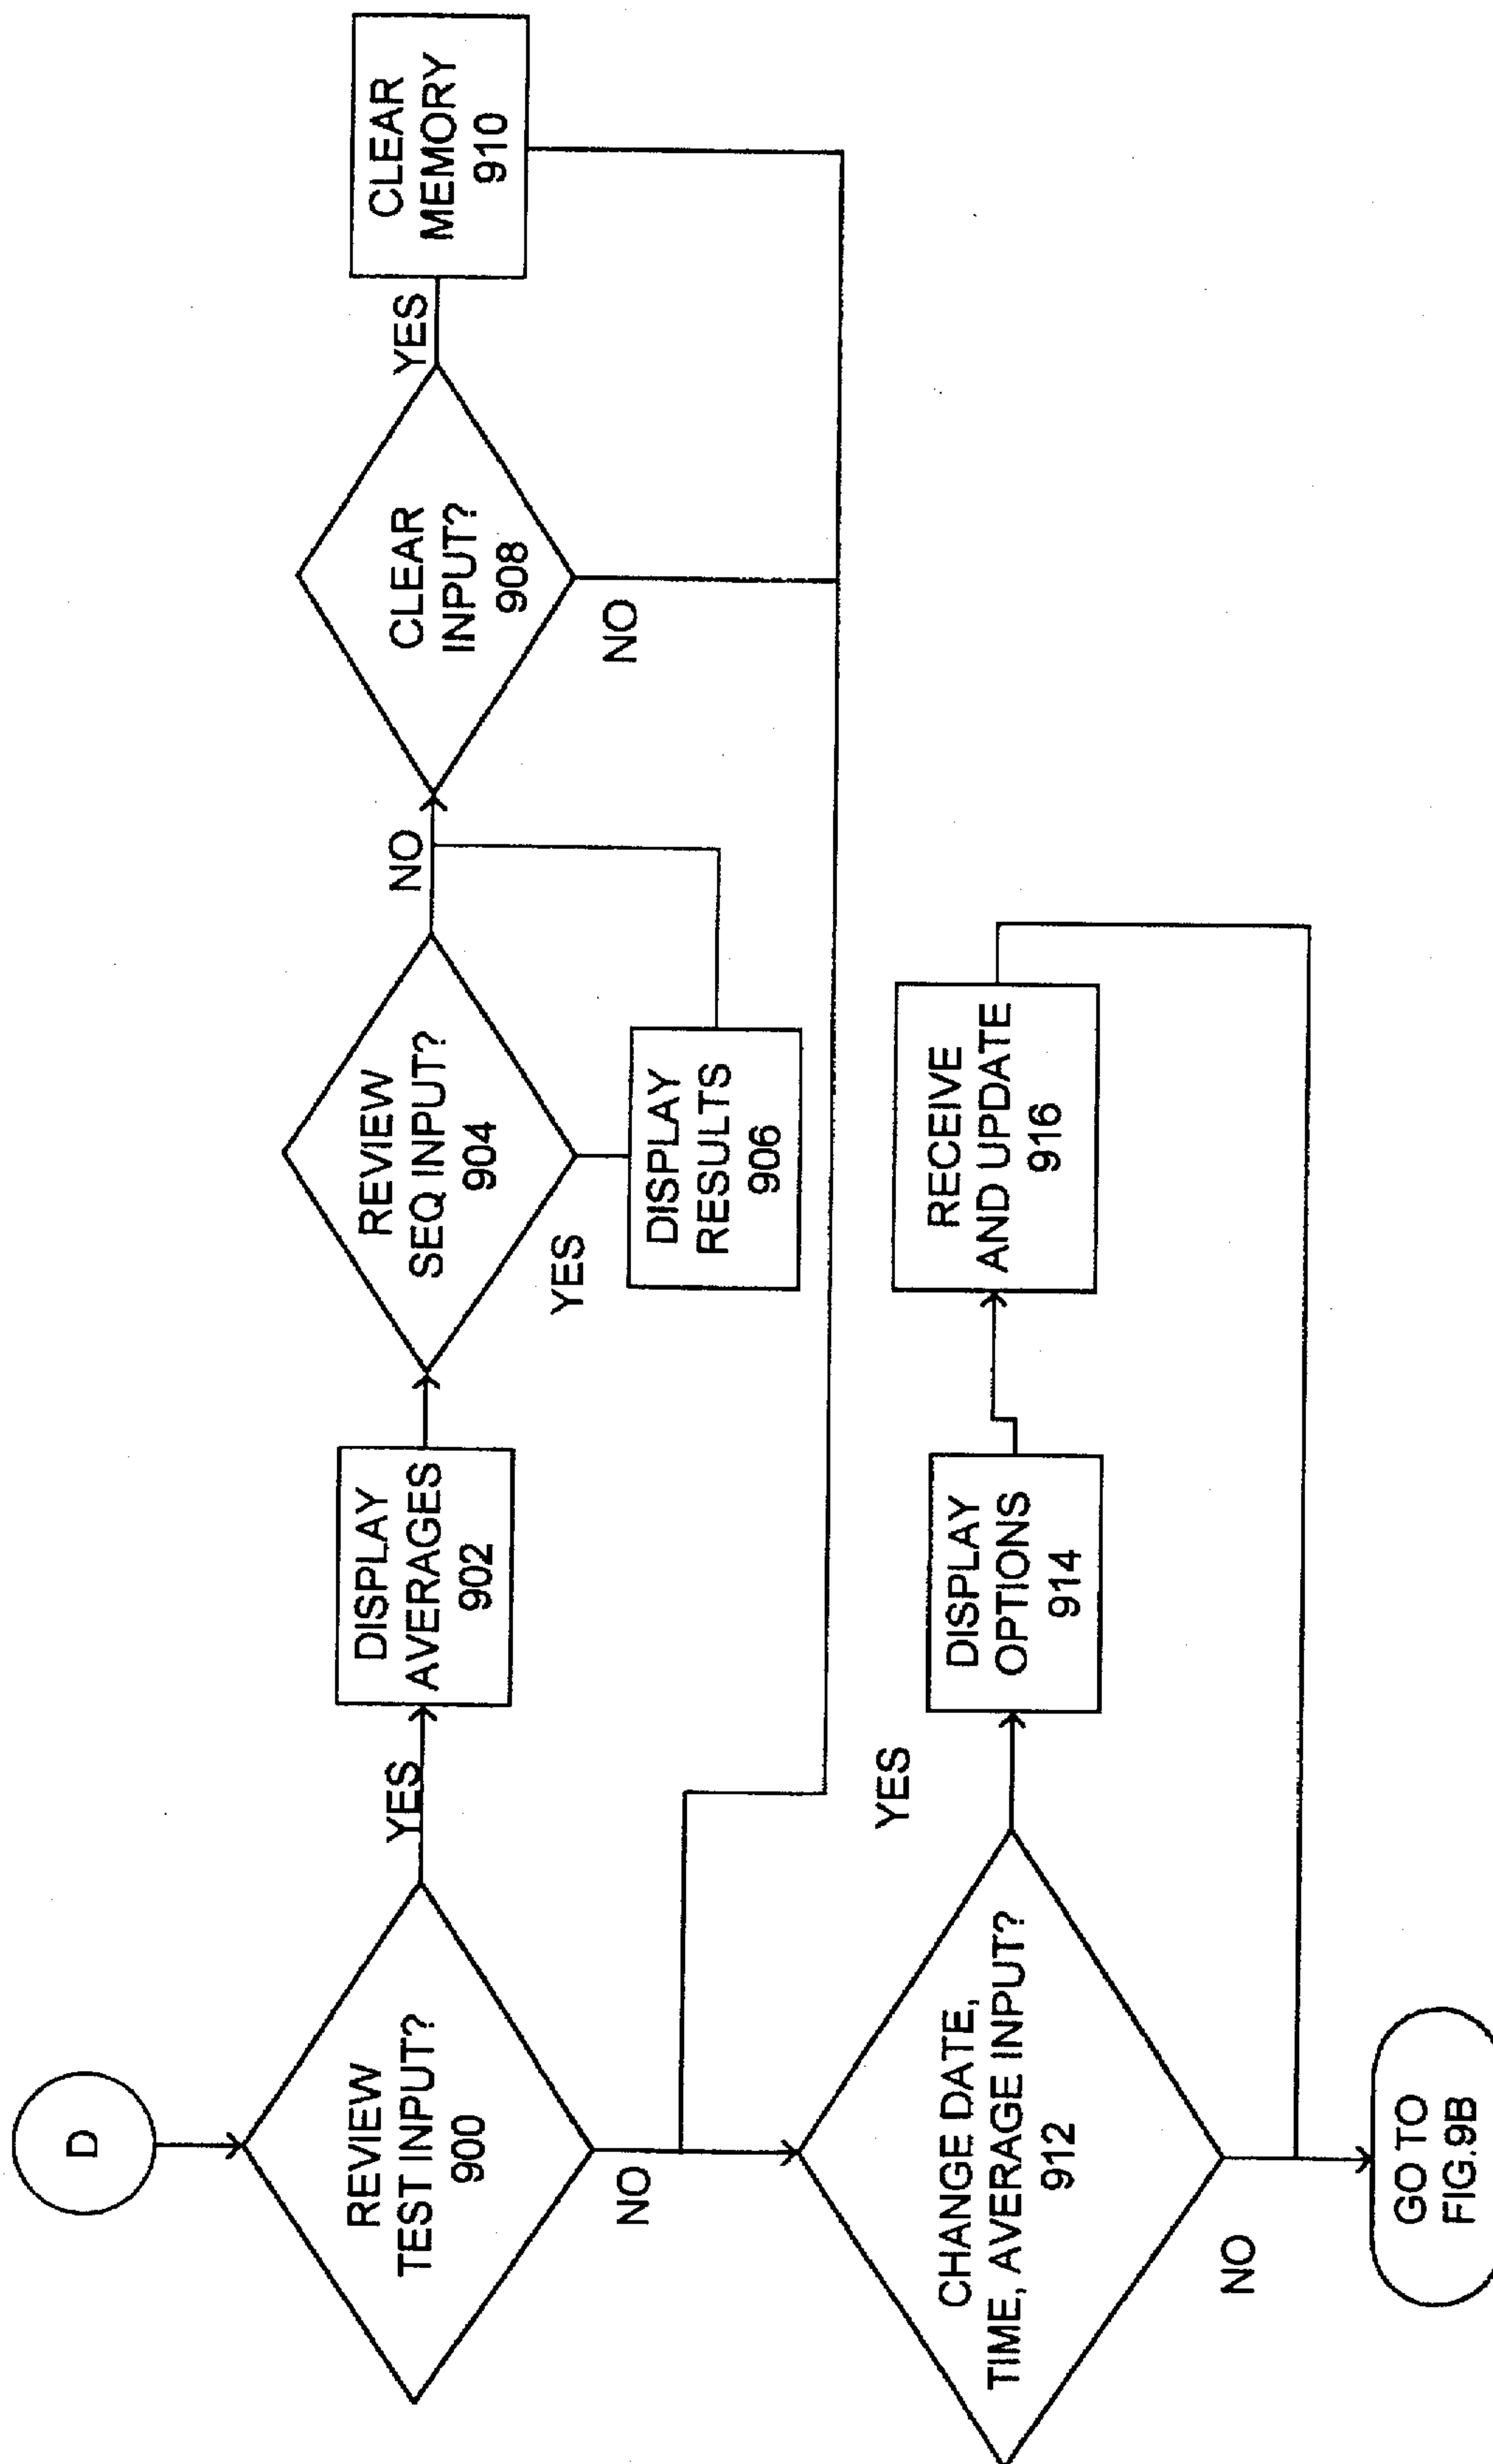 D
REVIEW
TEST INPUT?
900
YES
DISPLAY
AVERAGES
902
REVIEW
SEQ INPUT?
904
NO
YES
DISPLAY
RESULTS
906
CLEAR
INPUT?
908
YES
NO
CLEAR
MEMORY
910
NO
CHANGE DATE,
TIME, AVERAGE INPUT?
912
YES
DISPLAY
OPTIONS
914
RECEIVE
AND UPDATE
916
NO
GO TO
FIG.9B